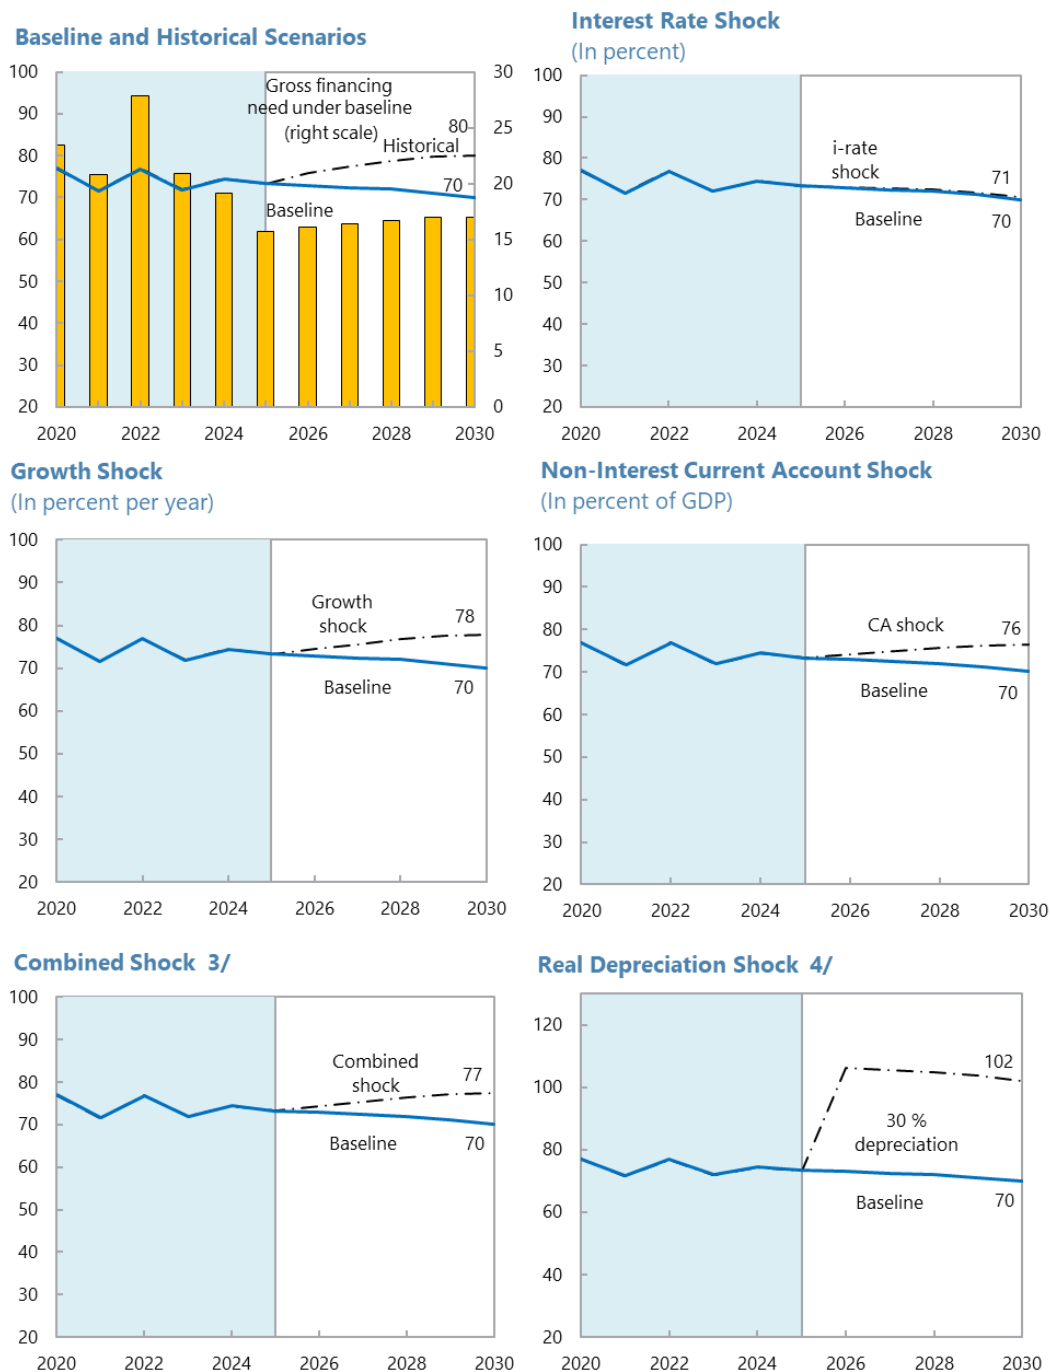 Baseline and Historical Scenarios
100
90
80
70
60
50
40
30
20
30
25
20
15
10
5
0
Gross financing
need under baseline
(right scale)
80
Historical
70
Baseline
2020 2022 2024 2026 2028 2030
Interest Rate Shock
(In percent)
100
90
80
70
60
50
40
30
20
i-rate
shock
71
Baseline
70
2020 2022 2024 2026 2028 2030
Growth Shock
(In percent per year)
100
90
80
70
60
50
40
30
20
Growth
shock
78
Baseline
70
2020 2022 2024 2026 2028 2030
Non-Interest Current Account Shock
(In percent of GDP)
100
90
80
70
60
50
40
30
20
CA shock
76
Baseline
70
2020 2022 2024 2026 2028 2030
Combined Shock 3/
100
90
80
70
60
50
40
30
20
Combined
shock
77
Baseline
70
2020 2022 2024 2026 2028 2030
Real Depreciation Shock 4/
120
100
80
60
40
20
102
30 %
depreciation
Baseline
70
2020 2022 2024 2026 2028 2030